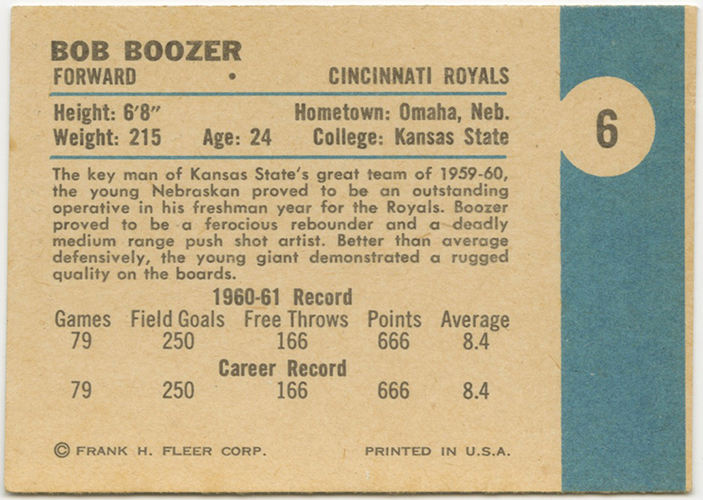 BOB BOOZER
FORWARD • CINCINNATI ROYALS
Height: 6'8" Hometown: Omaha, Neb.
Weight: 215 Age: 24 College: Kansas State
6
The key man of Kansas State's great team of 1959-60,
the young Nebraskan proved to be an outstanding
operative in his freshman year for the Royals. Boozer
proved to be a ferocious rebounder and a deadly
medium range push shot artist. Better than average
defensively, the young giant demonstrated a rugged
quality on the boards.
1960-61 Record
Games Field Goals Free Throws Points Average
79 250 166 666 8.4
Career Record
79 250 166 666 8.4
© FRANK H. FLEER CORP. PRINTED IN U.S.A.